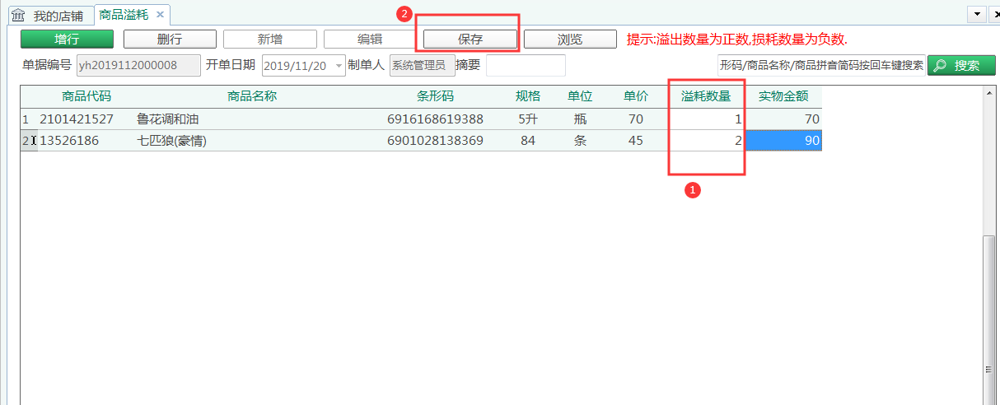 我的店铺 商品溢耗
2
增行 删行 新增 编辑 保存 浏览 提示:溢出数量为正数,损耗数量为负数.
单据编号 yh2019112000008 开单日期 2019/11/20 制单人 系统管理员 摘要 形码/商品名称/商品拼音简码按回车键搜索 搜索
商品代码 商品名称 条形码 规格 单位 单价 溢耗数量 实物金额
1 2101421527 鲁花调和油 6916168619388 5升 瓶 70 1 70
2 13526186 七匹狼(豪情) 6901028138369 84 条 45 2 90
1